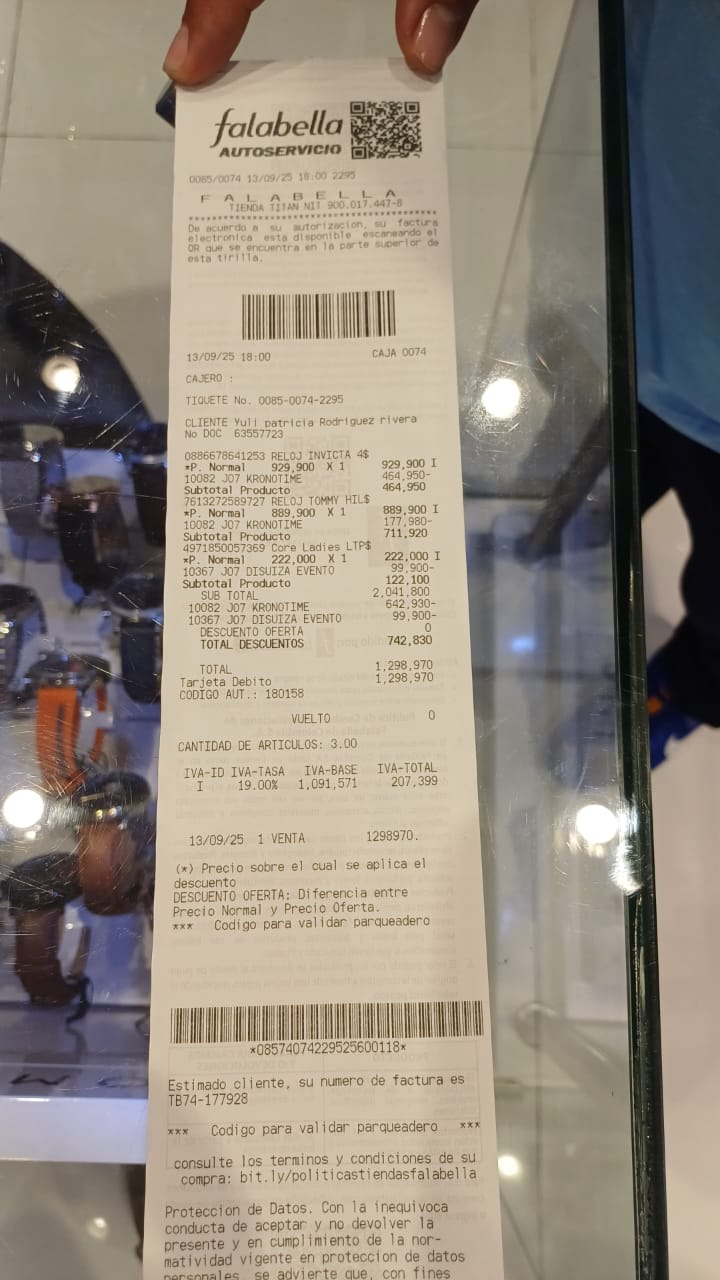 falabella
AUTOSERVICIO
0085/0074 13/09/25 18:00 2295
F A L A B E L L A
TIENDA TITAN NIT 900.017.447-8
De acuerdo a su autorizacion, su factura
electronica esta disponible escaneando el
QR que se encuentra en la parte superior de
esta tirilla.
13/09/25 18:00 CAJA 0074
CAJERO :
TIQUETE No. 0085-0074-2295
CLIENTE Yuli patricia Rodriguez rivera
No DOC 63557723
0886678641253 RELOJ INVICTA 4$
*P. Normal 929,900 X 1 929,900 I
10082 J07 KRONOTIME 464,950-
Subtotal Producto 464,950
7613272589727 RELOJ TOMMY HIL$
*P. Normal 889,900 X 1 889,900 I
10082 J07 KRONOTIME 177,980-
Subtotal Producto 711,920
4971850057369 Core Ladies LTP$
*P. Normal 222,000 X 1 222,000 I
10367 J07 DISUIZA EVENTO 99,900-
Subtotal Producto 122,100
SUB TOTAL 2,041,800
10082 J07 KRONOTIME 642,930-
10367 J07 DISUIZA EVENTO 99,900-
DESCUENTO OFERTA 0
TOTAL DESCUENTOS 742,830
TOTAL 1,298,970
Tarjeta Debito 1,298,970
CODIGO AUT.: 180158
VUELTO 0
CANTIDAD DE ARTICULOS: 3.00
IVA-ID IVA-TASA IVA-BASE IVA-TOTAL
I 19.00% 1,091,571 207,399
13/09/25 1 VENTA 1298970.
(*) Precio sobre el cual se aplica el
descuento
DESCUENTO OFERTA: Diferencia entre
Precio Normal y Precio Oferta.
*** Codigo para validar parqueadero
*08574074229525600118*
Estimado cliente, su numero de factura es
TB74-177928
*** Codigo para validar parqueadero ***
consulte los terminos y condiciones de su
compra: bit.ly/politicastiendasfalabella
Proteccion de Datos. Con la inequivoca
conducta de aceptar y no devolver la
presente y en cumplimiento de la nor-
matividad vigente en proteccion de datos
personales, se advierte que, con fines